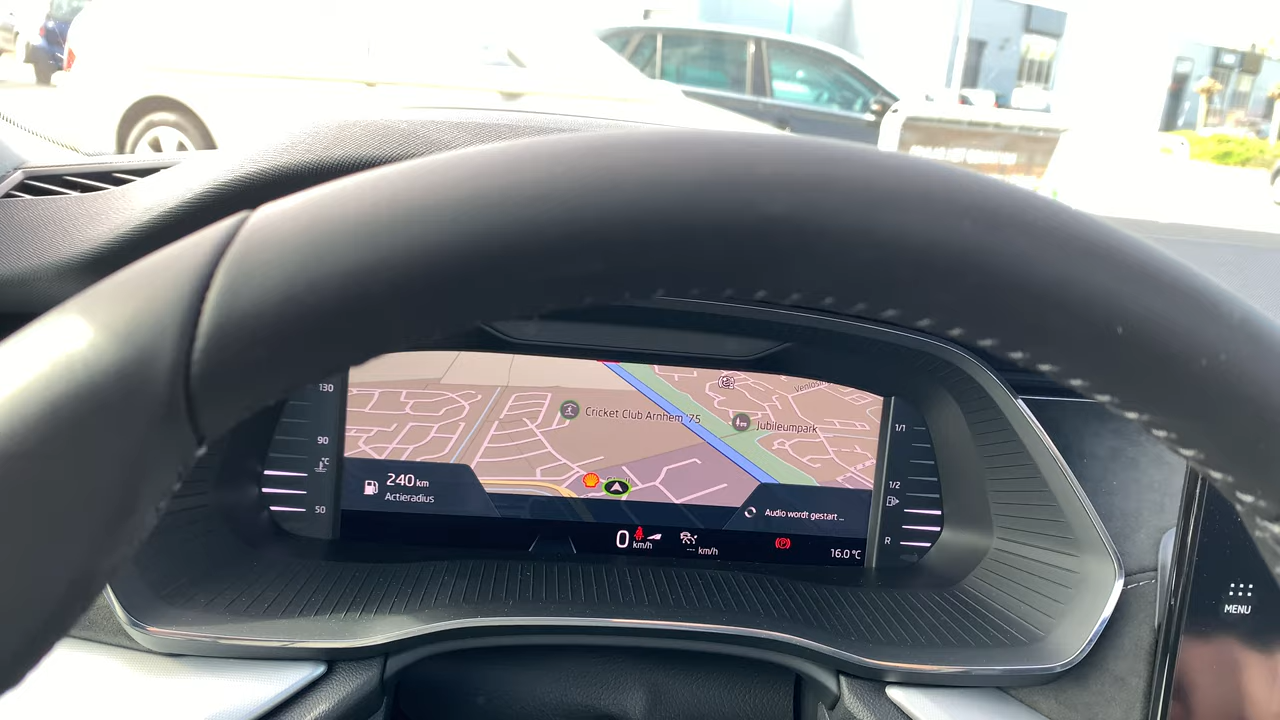 130
90
°C
50
Cricket Club Arnhem '75
Jubileumpark
240 km
Actieradius
Audio wordt gestart ...
0 km/h
--- km/h
16.0 °C
1/1
1/2
R
MENU